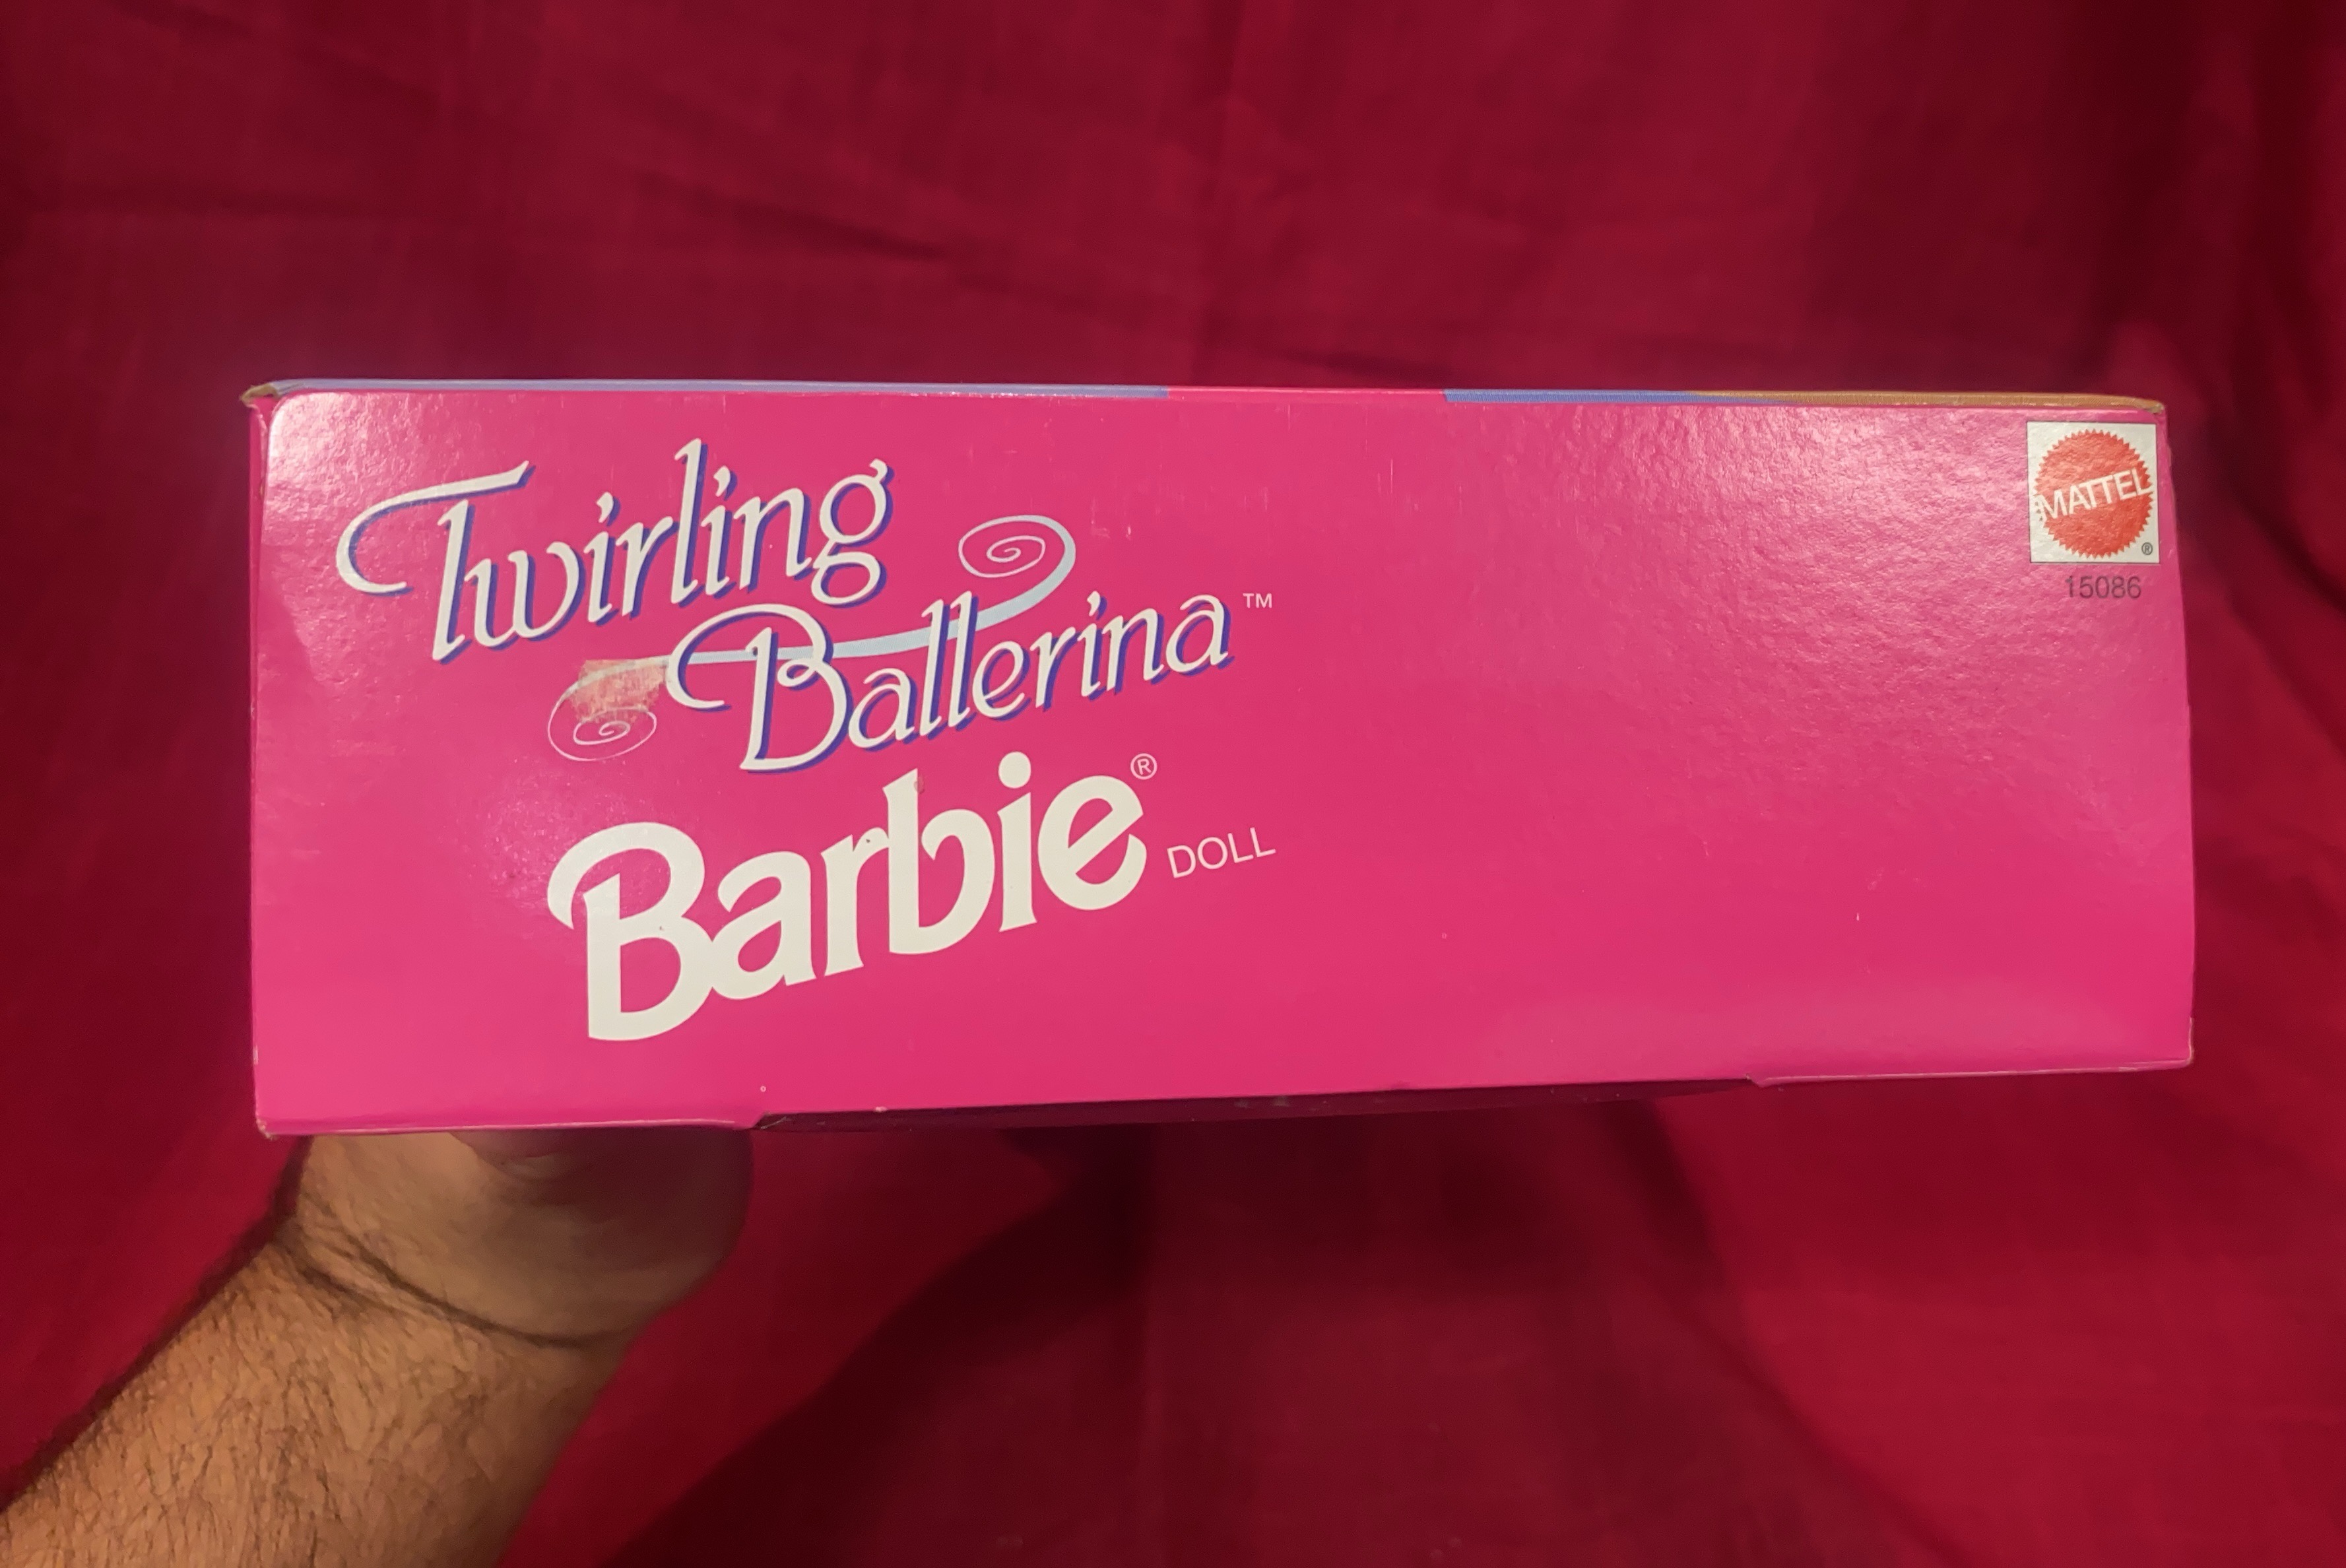 Twirling
Ballerina™
Barbie® DOLL
MATTEL®
15086